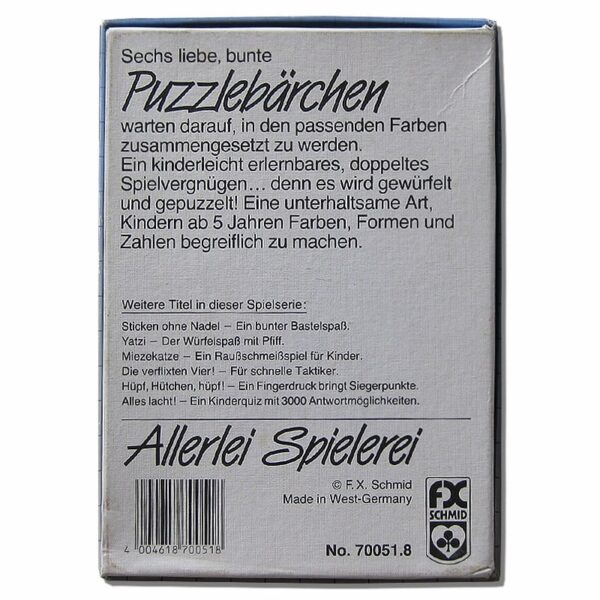 Sechs liebe, bunte
Puzzlebärchen
warten darauf, in den passenden Farben
zusammengesetzt zu werden.
Ein kinderleicht erlernbares, doppeltes
Spielvergnügen... denn es wird gewürfelt
und gepuzzelt! Eine unterhaltsame Art,
Kindern ab 5 Jahren Farben, Formen und
Zahlen begreiflich zu machen.
Weitere Titel in dieser Spielserie:
Sticken ohne Nadel – Ein bunter Bastelspaß.
Yatzi – Der Würfelspaß mit Pfiff.
Miezekatze – Ein Raußschmeißspiel für Kinder.
Die verflixten Vier! – Für schnelle Taktiker.
Hüpf, Hütchen, hüpf! – Ein Fingerdruck bringt Siegerpunkte.
Alles lacht! – Ein Kinderquiz mit 3000 Antwortmöglichkeiten.
Allerlei Spielerei
© F. X. Schmid
Made in West-Germany
FX
SCHMID
4 004618 700518
No. 70051.8